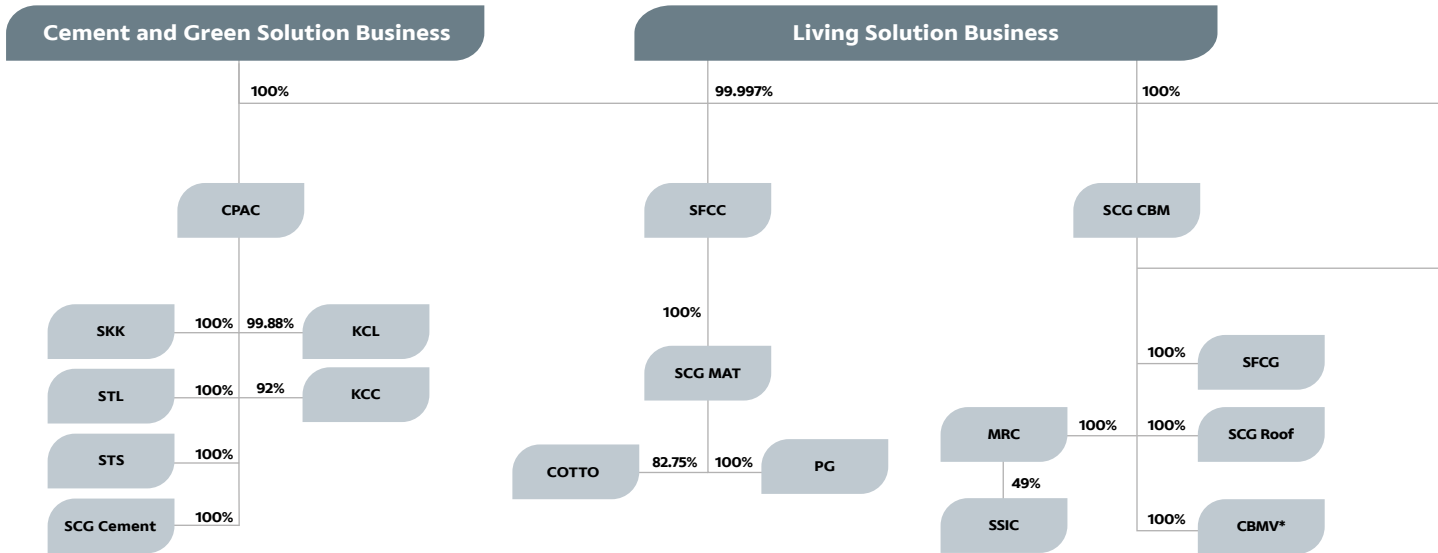 Cement and Green Solution Business
Living Solution Business
100%
99.997%
100%
CPAC
SFCC
SCG CBM
SKK
100%
99.88%
KCL
STL
100%
92%
KCC
STS
100%
SCG Cement
100%
100%
SCG MAT
COTTO
82.75%
100%
PG
100%
SFCG
MRC
100%
100%
SCG Roof
49%
SSIC
100%
CBMV*